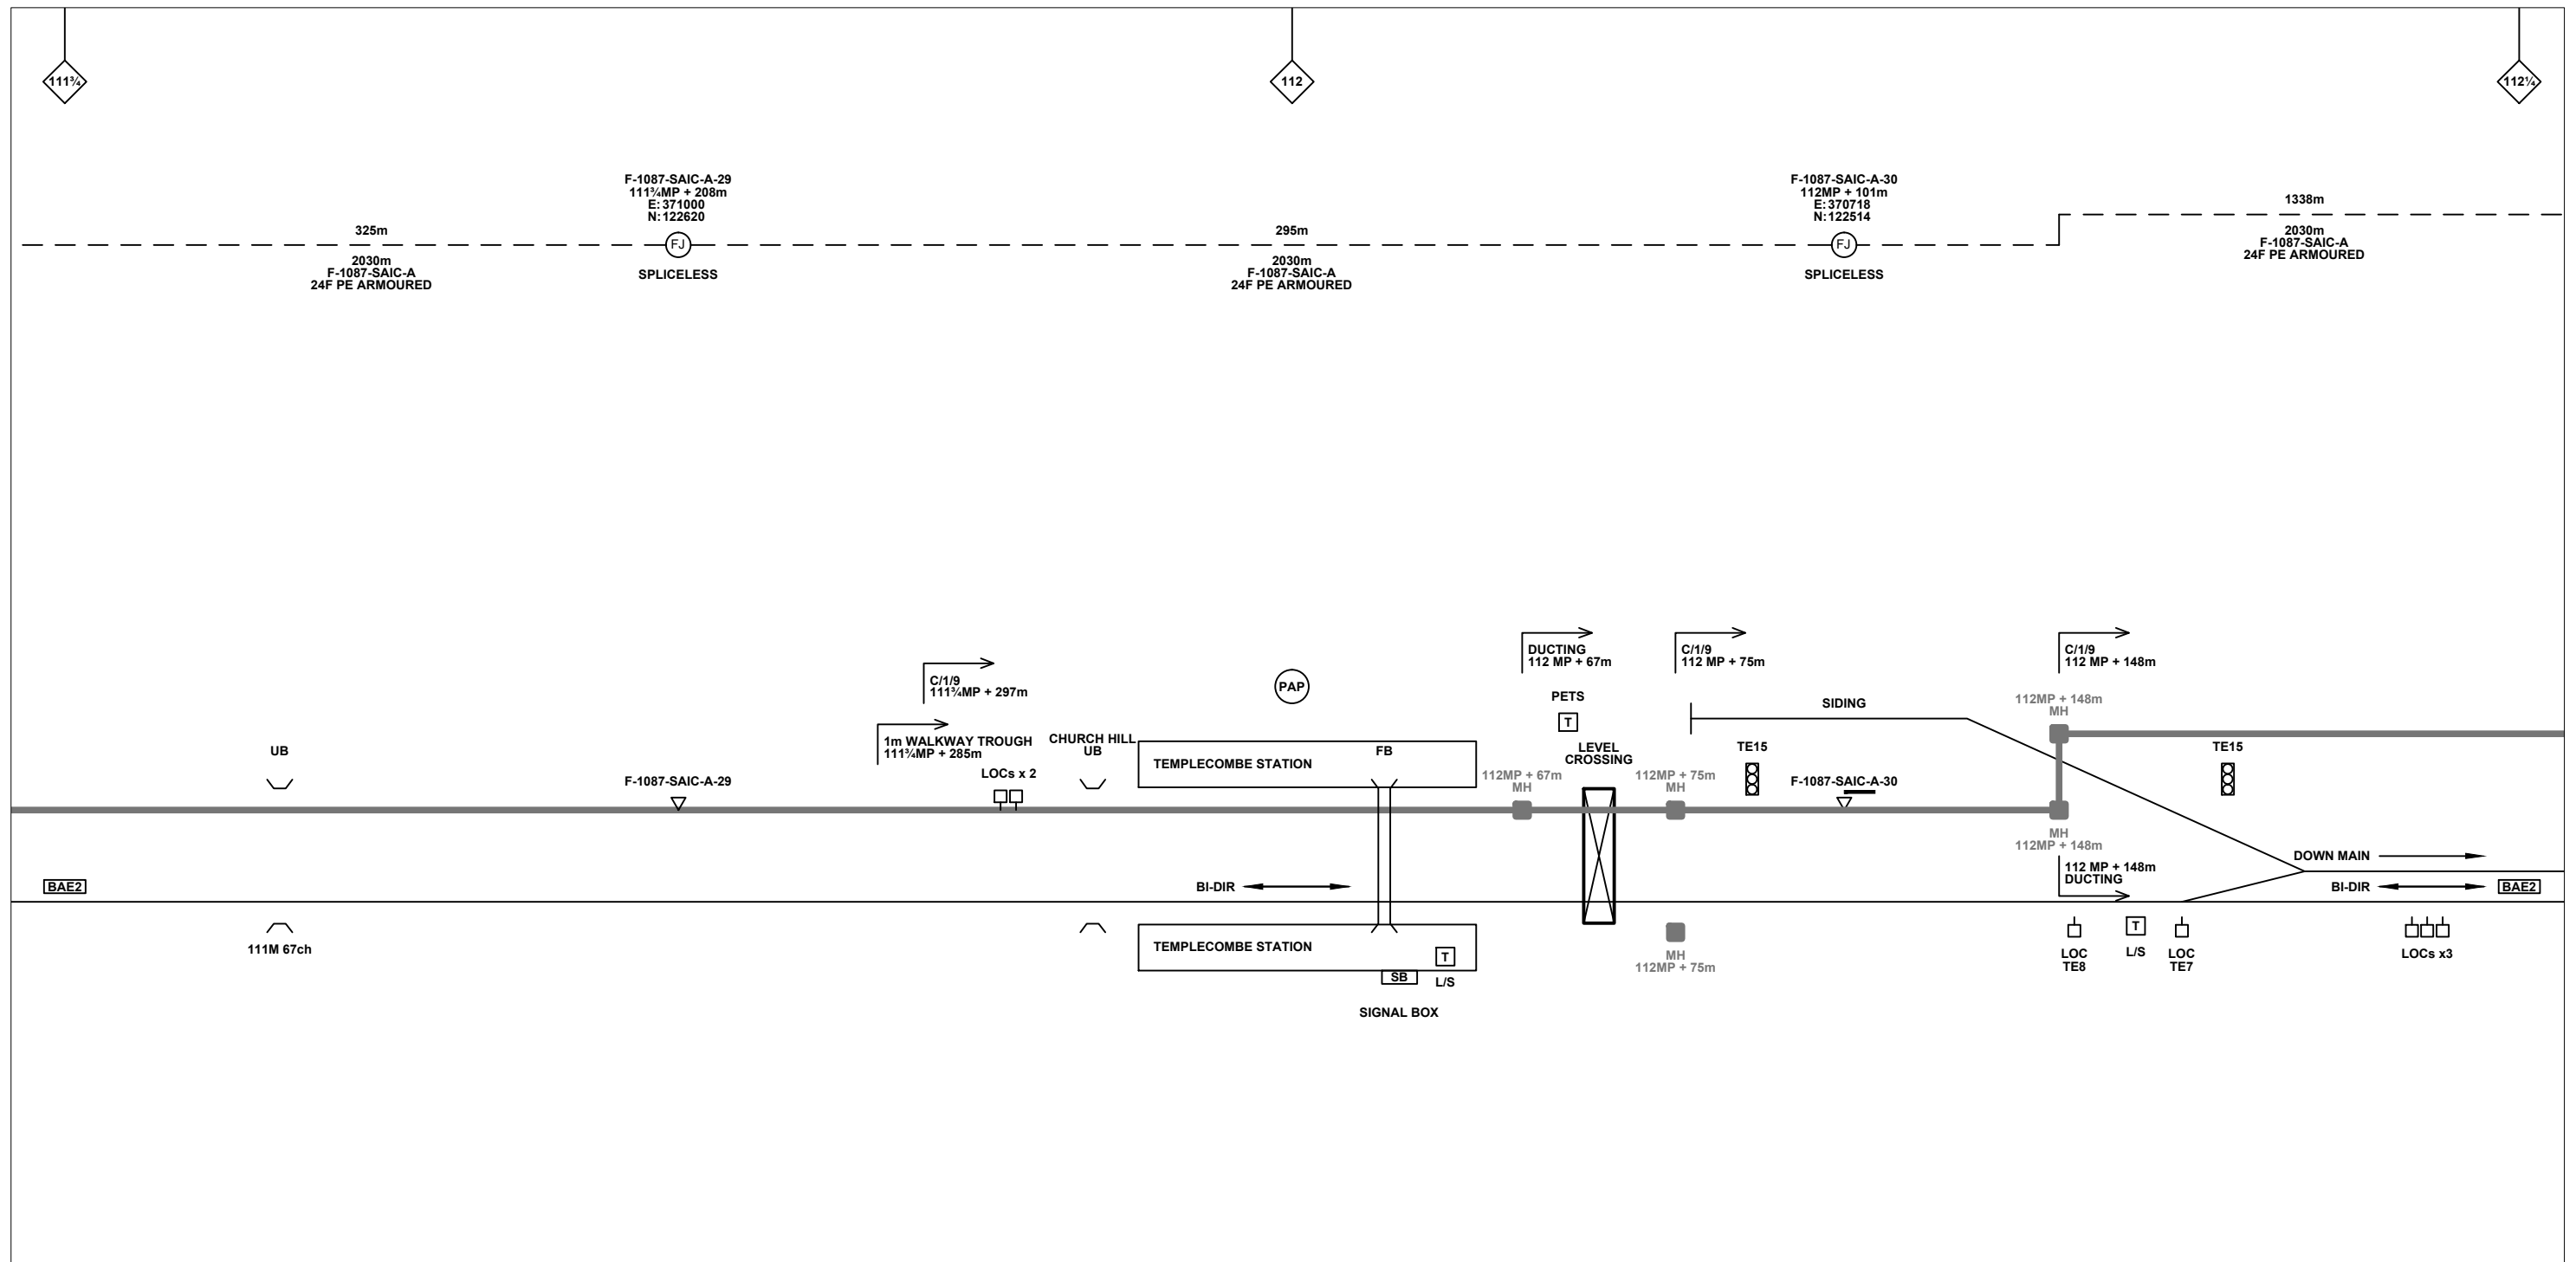 111¾
112
112¼
F-1087-SAIC-A-29
111¾MP + 208m
E: 371000
N: 122620
F-1087-SAIC-A-30
112MP + 101m
E: 370718
N: 122514
1338m
325m
FJ
295m
FJ
2030m
F-1087-SAIC-A
24F PE ARMOURED
SPLICELESS
2030m
F-1087-SAIC-A
24F PE ARMOURED
SPLICELESS
2030m
F-1087-SAIC-A
24F PE ARMOURED
DUCTING
112 MP + 67m
C/1/9
112 MP + 75m
C/1/9
112 MP + 148m
C/1/9
111¾MP + 297m
PAP
PETS
T
SIDING
112MP + 148m
MH
1m WALKWAY TROUGH
111¾MP + 285m
CHURCH HILL
UB
UB
FB
LEVEL
CROSSING
TE15
TE15
TEMPLECOMBE STATION
LOCs x 2
F-1087-SAIC-A-29
112MP + 67m
MH
112MP + 75m
MH
F-1087-SAIC-A-30
MH
112MP + 148m
112 MP + 148m
DUCTING
DOWN MAIN
BAE2
BI-DIR
BI-DIR
BAE2
111M 67ch
TEMPLECOMBE STATION
T
L/S
SB
SIGNAL BOX
MH
112MP + 75m
LOC
TE8
T
L/S
LOC
TE7
LOCs x3